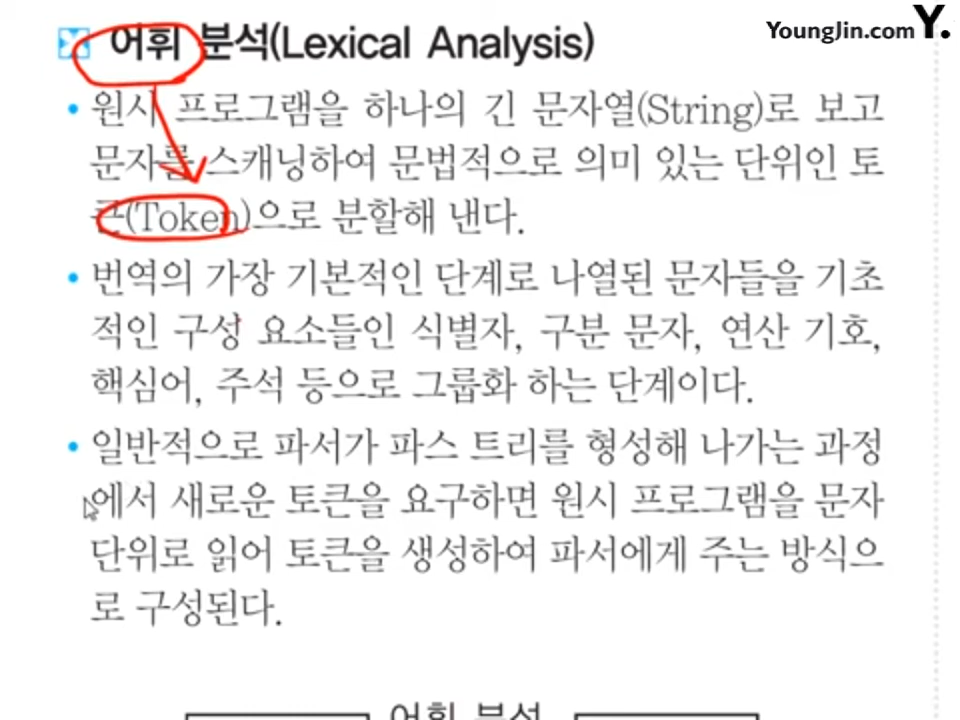 YoungJin.com Y.
어휘 분석(Lexical Analysis)
• 원시 프로그램을 하나의 긴 문자열(String)로 보고
문자를 스캐닝하여 문법적으로 의미 있는 단위인 토
큰(Token)으로 분할해 낸다.
• 번역의 가장 기본적인 단계로 나열된 문자들을 기초
적인 구성 요소들인 식별자, 구분 문자, 연산 기호,
핵심어, 주석 등으로 그룹화 하는 단계이다.
• 일반적으로 파서가 파스 트리를 형성해 나가는 과정
에서 새로운 토큰을 요구하면 원시 프로그램을 문자
단위로 읽어 토큰을 생성하여 파서에게 주는 방식으
로 구성된다.
어휘 분석